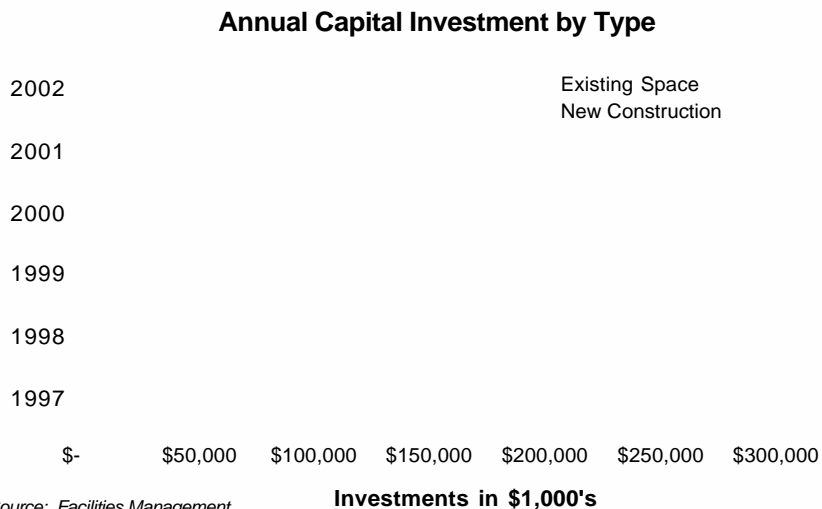 Annual Capital Investment by Type
2002
Existing Space
New Construction
2001
2000
1999
1998
1997
$- $50,000 $100,000 $150,000 $200,000 $250,000 $300,000
Investments in $1,000's
Facilities Management